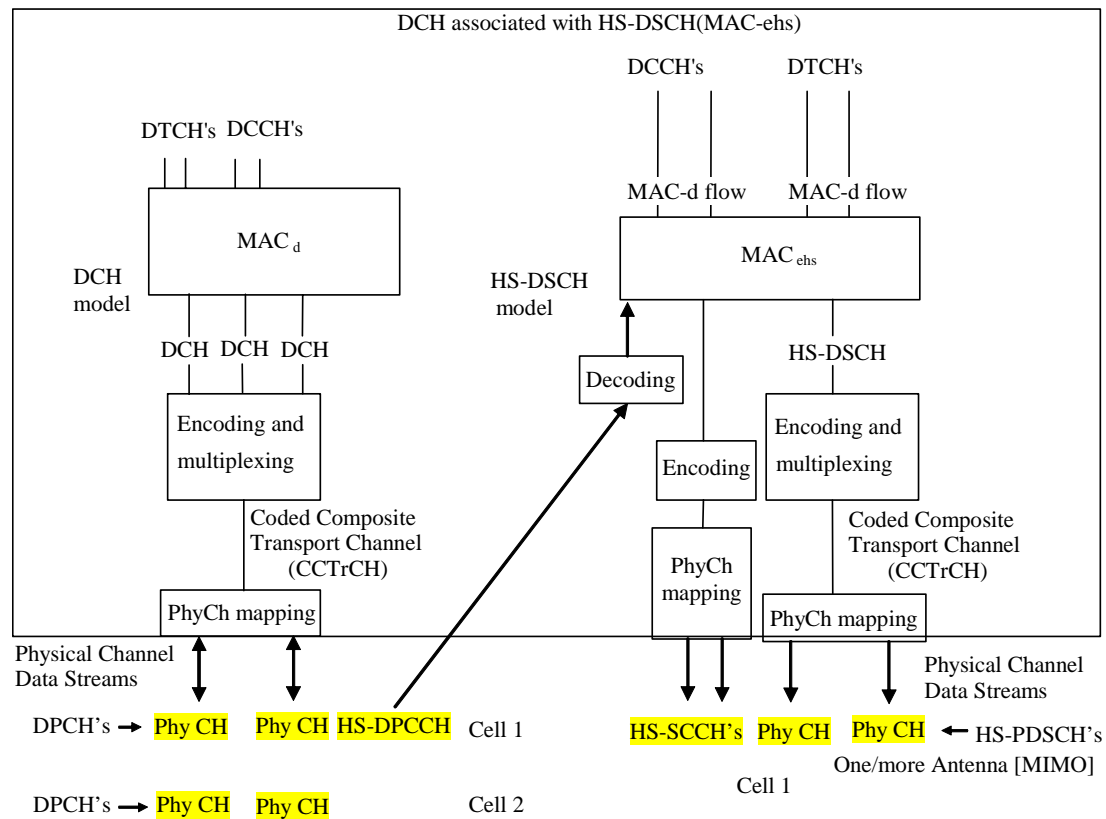 DCH associated with HS-DSCH(MAC-ehs)
DCCH's
DTCH's
DTCH's
DCCH's
MAC-d flow
MAC-d flow
MAC d
MAC ehs
DCH
model
HS-DSCH
model
DCH
DCH
DCH
HS-DSCH
Decoding
Encoding and
multiplexing
Encoding
Encoding and
multiplexing
Coded Composite
Transport Channel
(CCTrCH)
PhyCh
mapping
Coded Composite
Transport Channel
(CCTrCH)
PhyCh mapping
PhyCh mapping
Physical Channel
Data Streams
Physical Channel
Data Streams
DPCH’s
Phy CH
Phy CH
HS-DPCCH
Cell 1
HS-SCCH’s
Phy CH
Phy CH
HS-PDSCH’s
One/more Antenna [MIMO]
Cell 1
DPCH’s
Phy CH
Phy CH
Cell 2